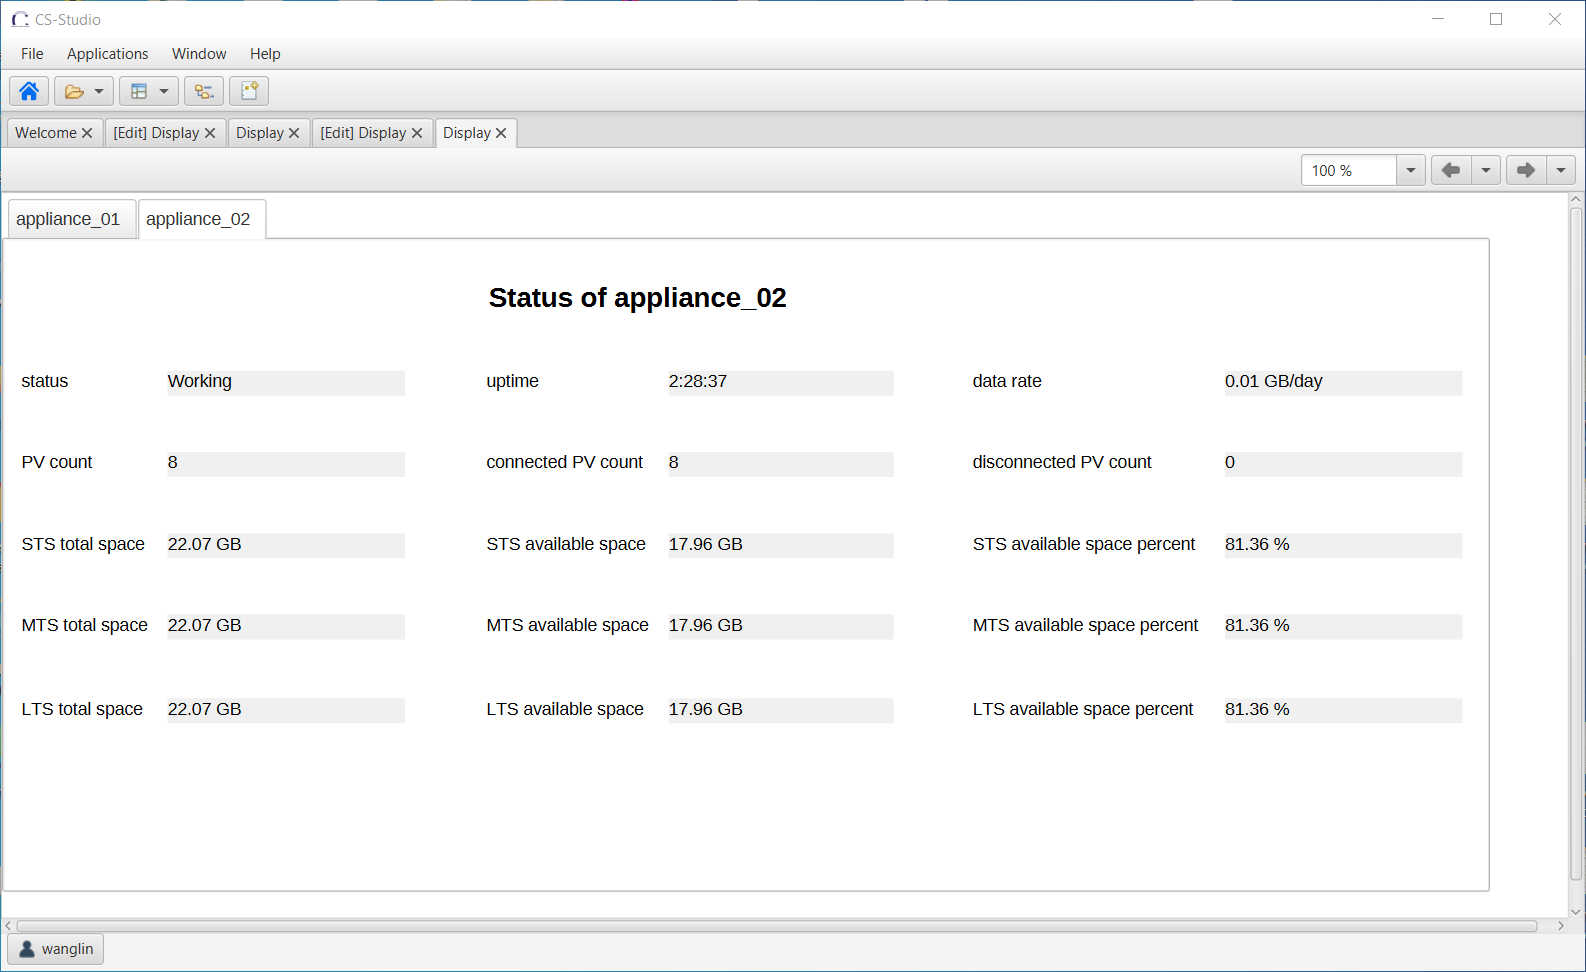 CS-Studio
File Applications Window Help
Welcome [Edit] Display Display [Edit] Display Display
100 %
appliance_01 appliance_02
Status of appliance_02
status Working uptime 2:28:37 data rate 0.01 GB/day
PV count 8 connected PV count 8 disconnected PV count 0
STS total space 22.07 GB STS available space 17.96 GB STS available space percent 81.36 %
MTS total space 22.07 GB MTS available space 17.96 GB MTS available space percent 81.36 %
LTS total space 22.07 GB LTS available space 17.96 GB LTS available space percent 81.36 %
wanglin